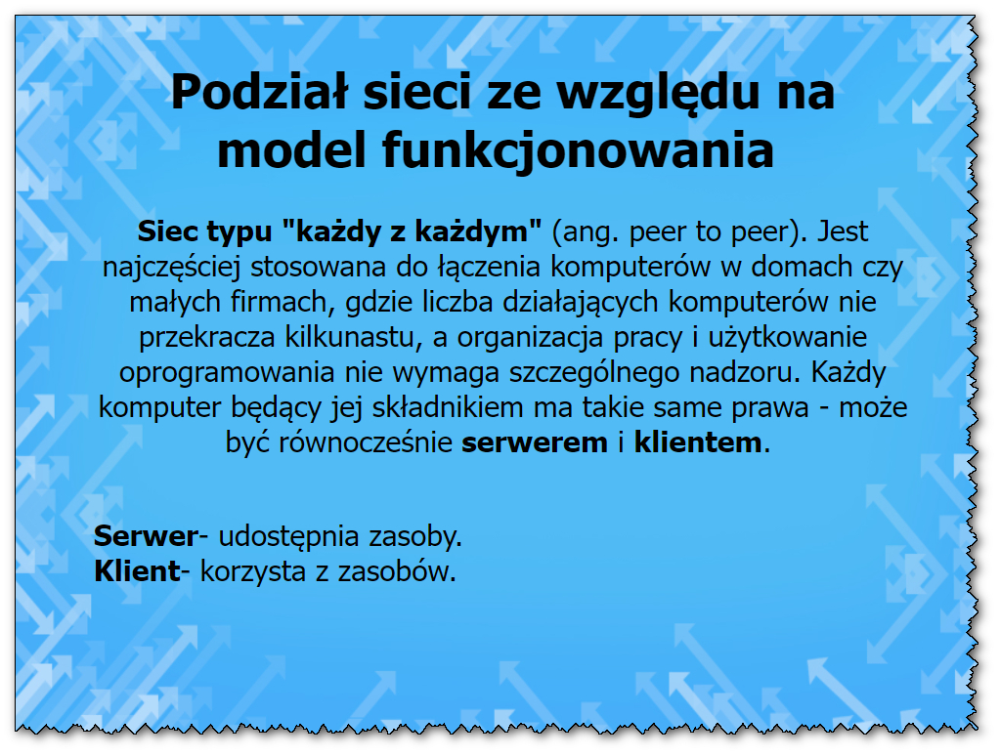 Podział sieci ze względu na
model funkcjonowania
Siec typu "każdy z każdym" (ang. peer to peer). Jest
najczęściej stosowana do łączenia komputerów w domach czy
małych firmach, gdzie liczba działających komputerów nie
przekracza kilkunastu, a organizacja pracy i użytkowanie
oprogramowania nie wymaga szczególnego nadzoru. Każdy
komputer będący jej składnikiem ma takie same prawa - może
być równocześnie serwerem i klientem.
Serwer- udostępnia zasoby.
Klient- korzysta z zasobów.